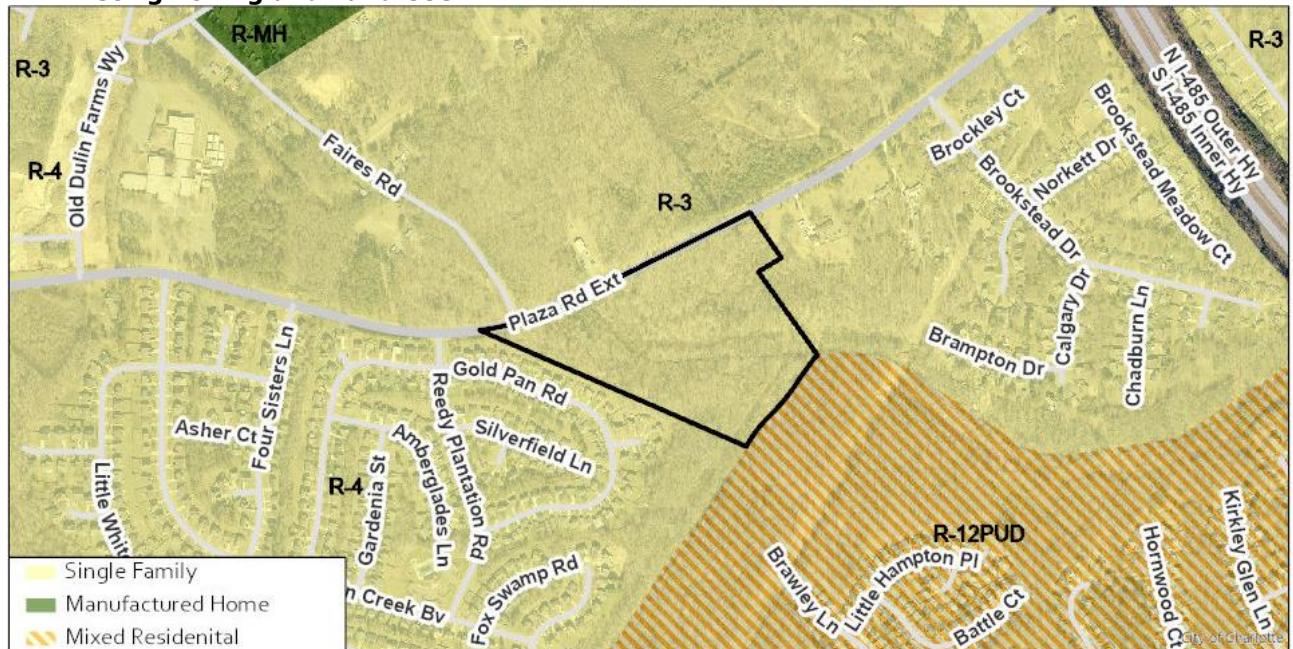 R-MH
R-3
R-3
Old Dulin Farms Wy
N I-485 Outer Hy
S I-485 Inner Hy
Brockley Ct
Brookstead Meadow Ct
Faires Rd
Norkett Dr
R-4
Brookstead Dr
R-3
Plaza Rd Ext
Calgary Dr
Chadburn Ln
Brampton Dr
Four Sisters Ln
Gold Pan Rd
Reedy Plantation Rd
Asher Ct
Silverfield Ln
Amberglades Ln
Gardenia St
R-4
Little
R-12PUD
Kirkley Glen Ln
Hornwood Ct
Little Hampton Pl
Brawley Ln
Battle Ct
Fox Swamp Rd
Creek Bv
Single Family
Manufactured Home
Mixed Residenital
City of Charlotte